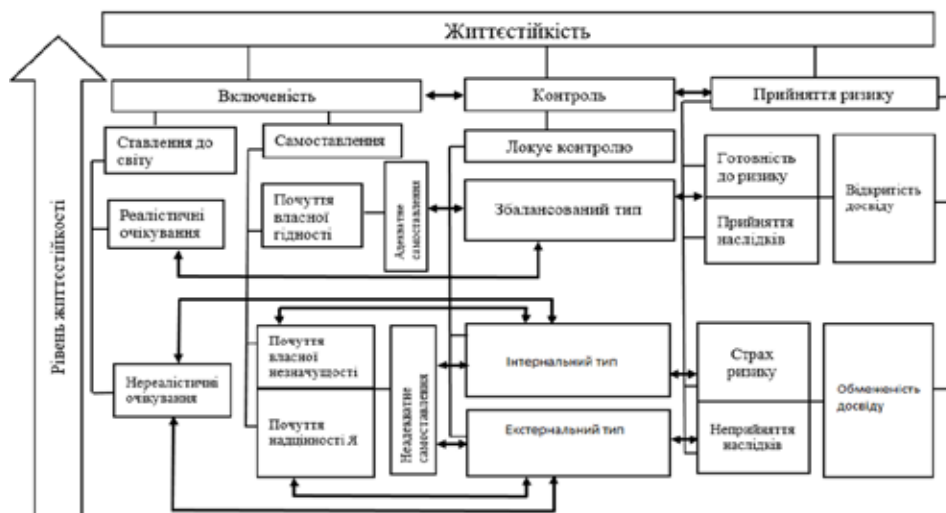 Життєстійкість
Включеність
Контроль
Прийняття ризику
Ставлення до
світу
Самоставлення
Локус контролю
Готовність
до ризику
Відкритість
досвіду
Прийняття
наслідків
Реалістичні
очікування
Почуття
власної
гідності
Адекватне
самоставлення
Збалансований тип
Рівень життєстійкості
Нереалістичні
очікування
Почуття
власної
незначущості
Почуття
надцінності Я
Неадекватне
самоставлення
Інтернальний тип
Екстернальний тип
Страх
ризику
Неприйняття
наслідків
Обмеженість
досвіду